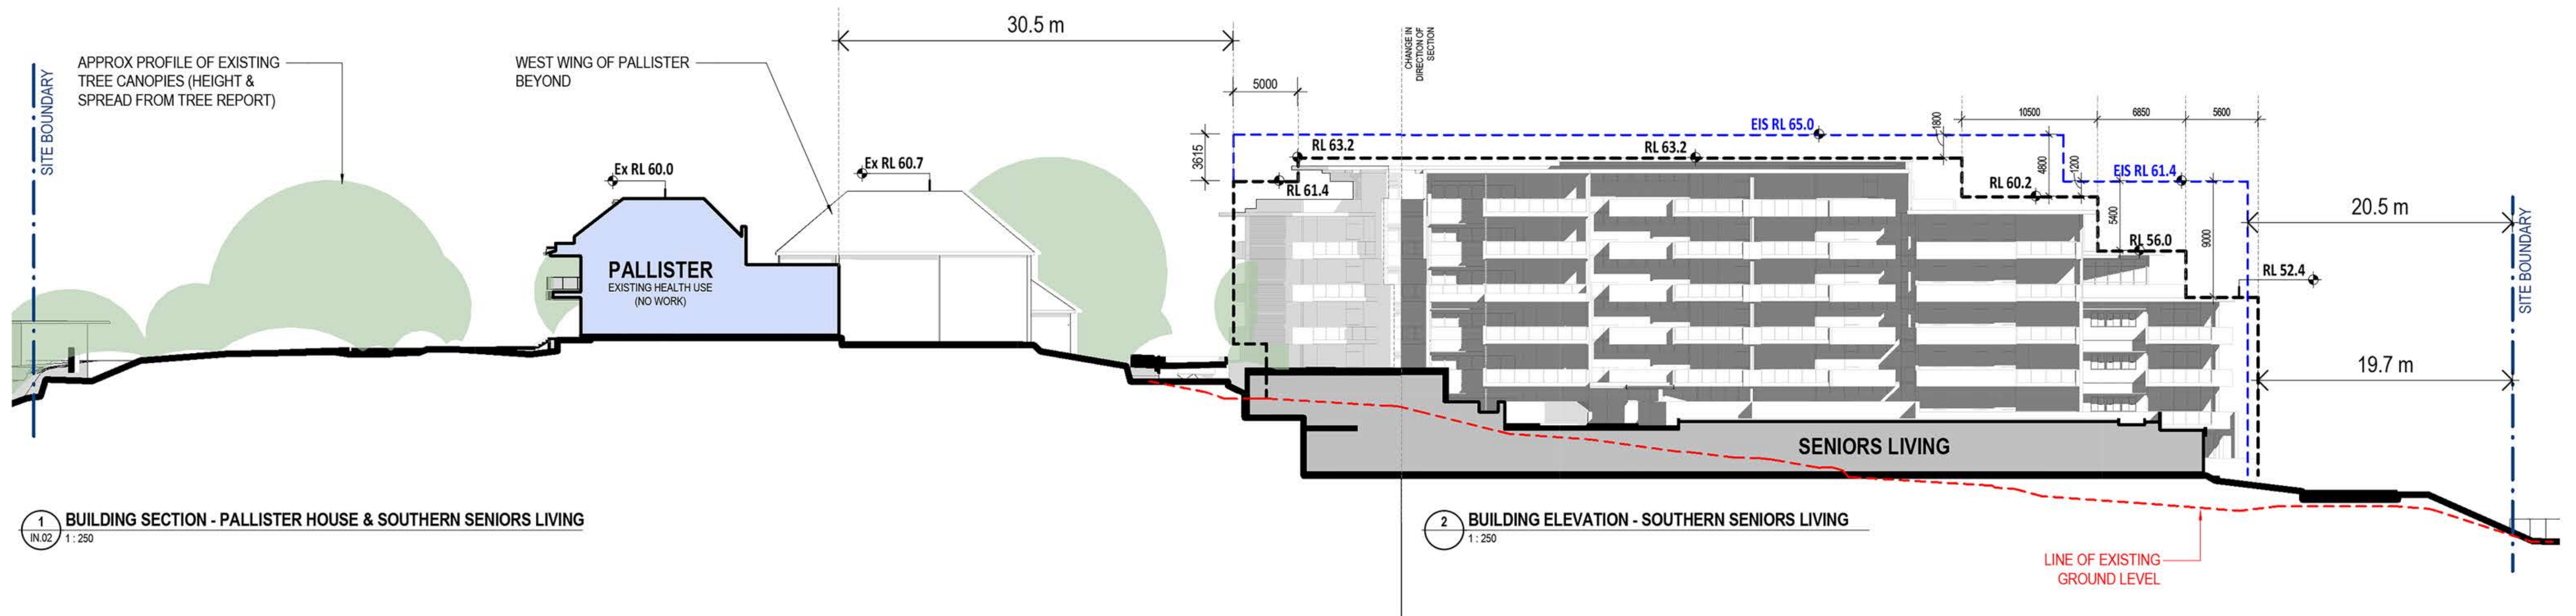 SITE BOUNDARY
APPROX PROFILE OF EXISTING
TREE CANOPIES (HEIGHT &
SPREAD FROM TREE REPORT)
WEST WING OF PALLISTER
BEYOND
30.5 m
5000
3615
CHANGE IN
DIRECTION OF
SECTION
Ex RL 60.0
Ex RL 60.7
PALLISTER
EXISTING HEALTH USE
(NO WORK)
RL 63.2
RL 61.4
RL 63.2
EIS RL 65.0
1800
10500
6850
5600
4800
1200
EIS RL 61.4
RL 60.2
5400
9000
RL 56.0
RL 52.4
20.5 m
19.7 m
SITE BOUNDARY
SENIORS LIVING
1
IN.02
BUILDING SECTION - PALLISTER HOUSE & SOUTHERN SENIORS LIVING
1 : 250
2
BUILDING ELEVATION - SOUTHERN SENIORS LIVING
1 : 250
LINE OF EXISTING
GROUND LEVEL